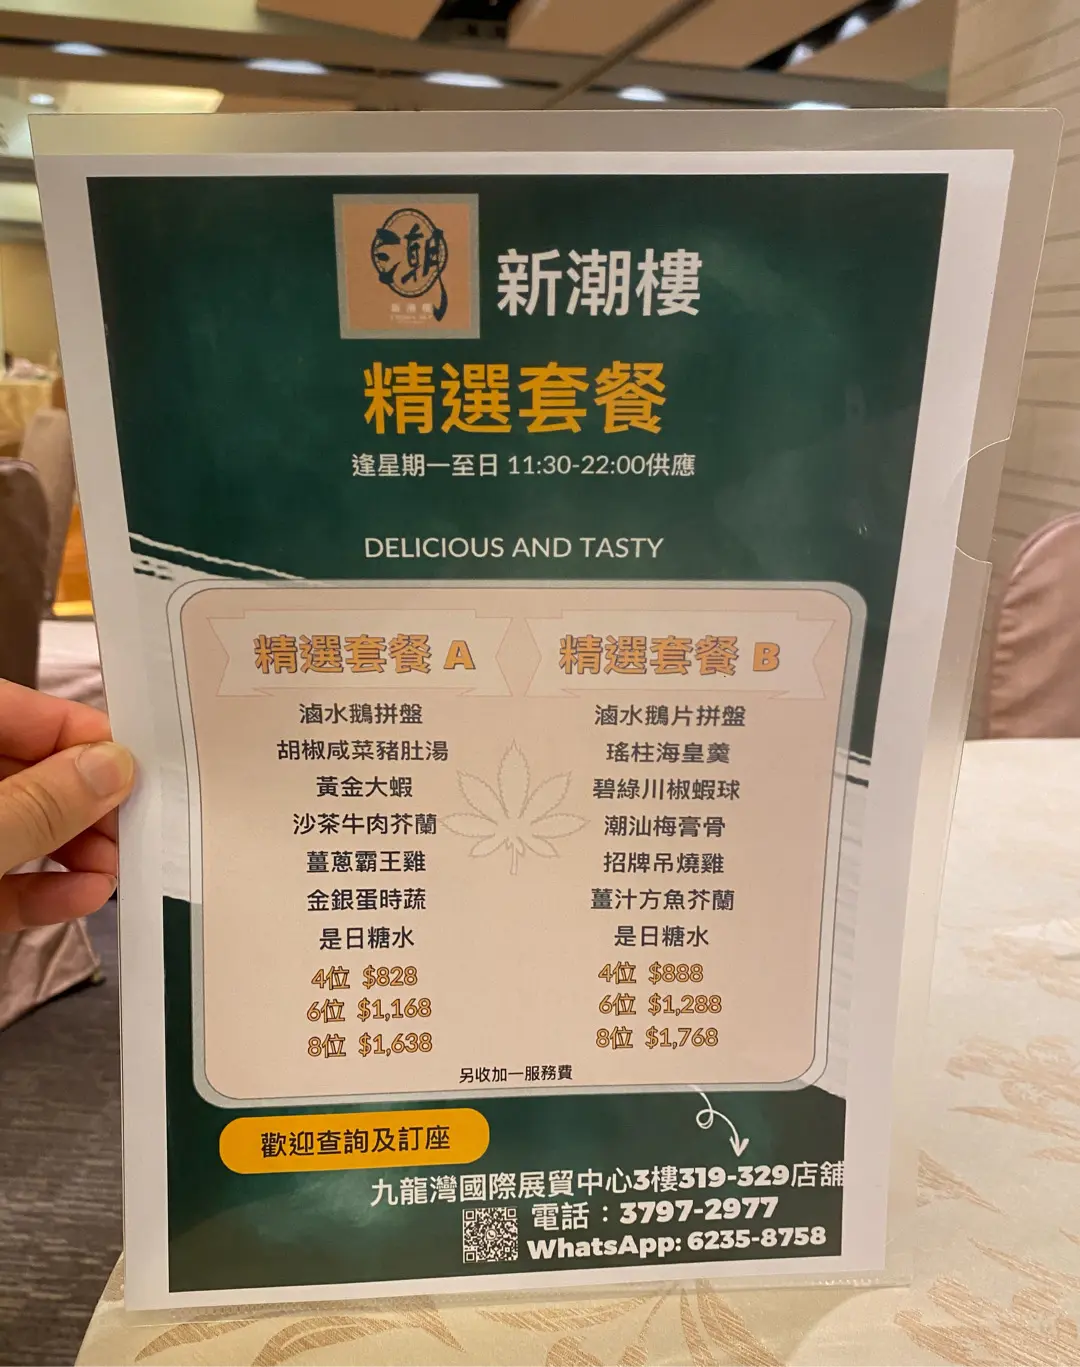 潮
新潮樓
精選套餐
逢星期一至日 11:30-22:00供應
DELICIOUS AND TASTY
精選套餐 A
滷水鵝拼盤
胡椒咸菜豬肚湯
黃金大蝦
沙茶牛肉芥蘭
薑蔥霸王雞
金銀蛋時蔬
是日糖水
4位 $828
6位 $1,168
8位 $1,638
精選套餐 B
滷水鵝片拼盤
瑤柱海皇羹
碧綠川椒蝦球
潮汕梅膏骨
招牌吊燒雞
薑汁方魚芥蘭
是日糖水
4位 $888
6位 $1,288
8位 $1,768
另收加一服務費
歡迎查詢及訂座
九龍灣國際展貿中心3樓319-329店舖
電話：3797-2977
WhatsApp: 6235-8758